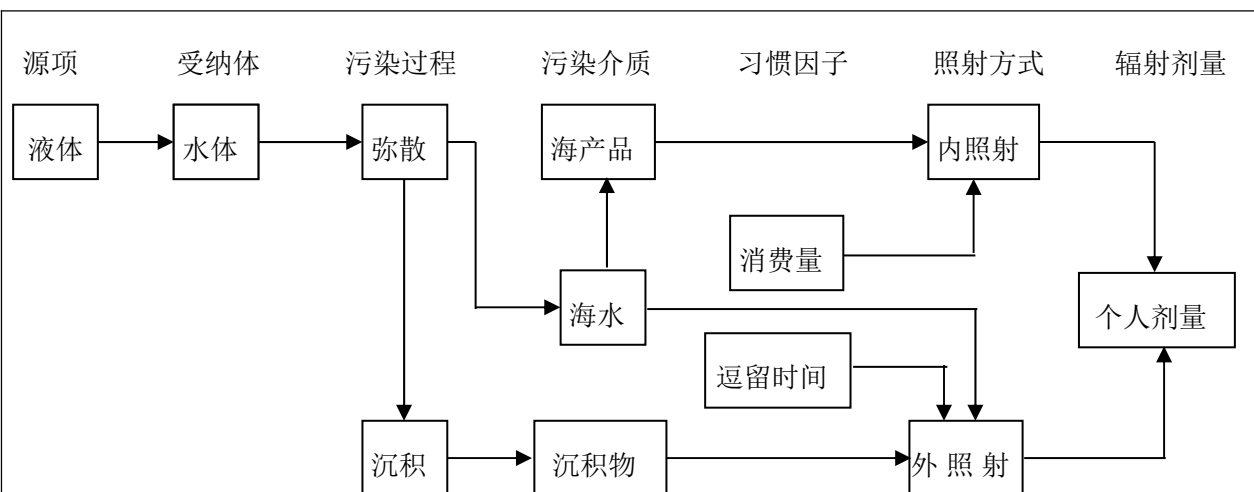 源项 受纳体 污染过程 污染介质 习惯因子 照射方式 辐射剂量
液体 水体 弥散 海产品 内照射
消费量
海水 个人剂量
逗留时间
沉积 沉积物 外照射